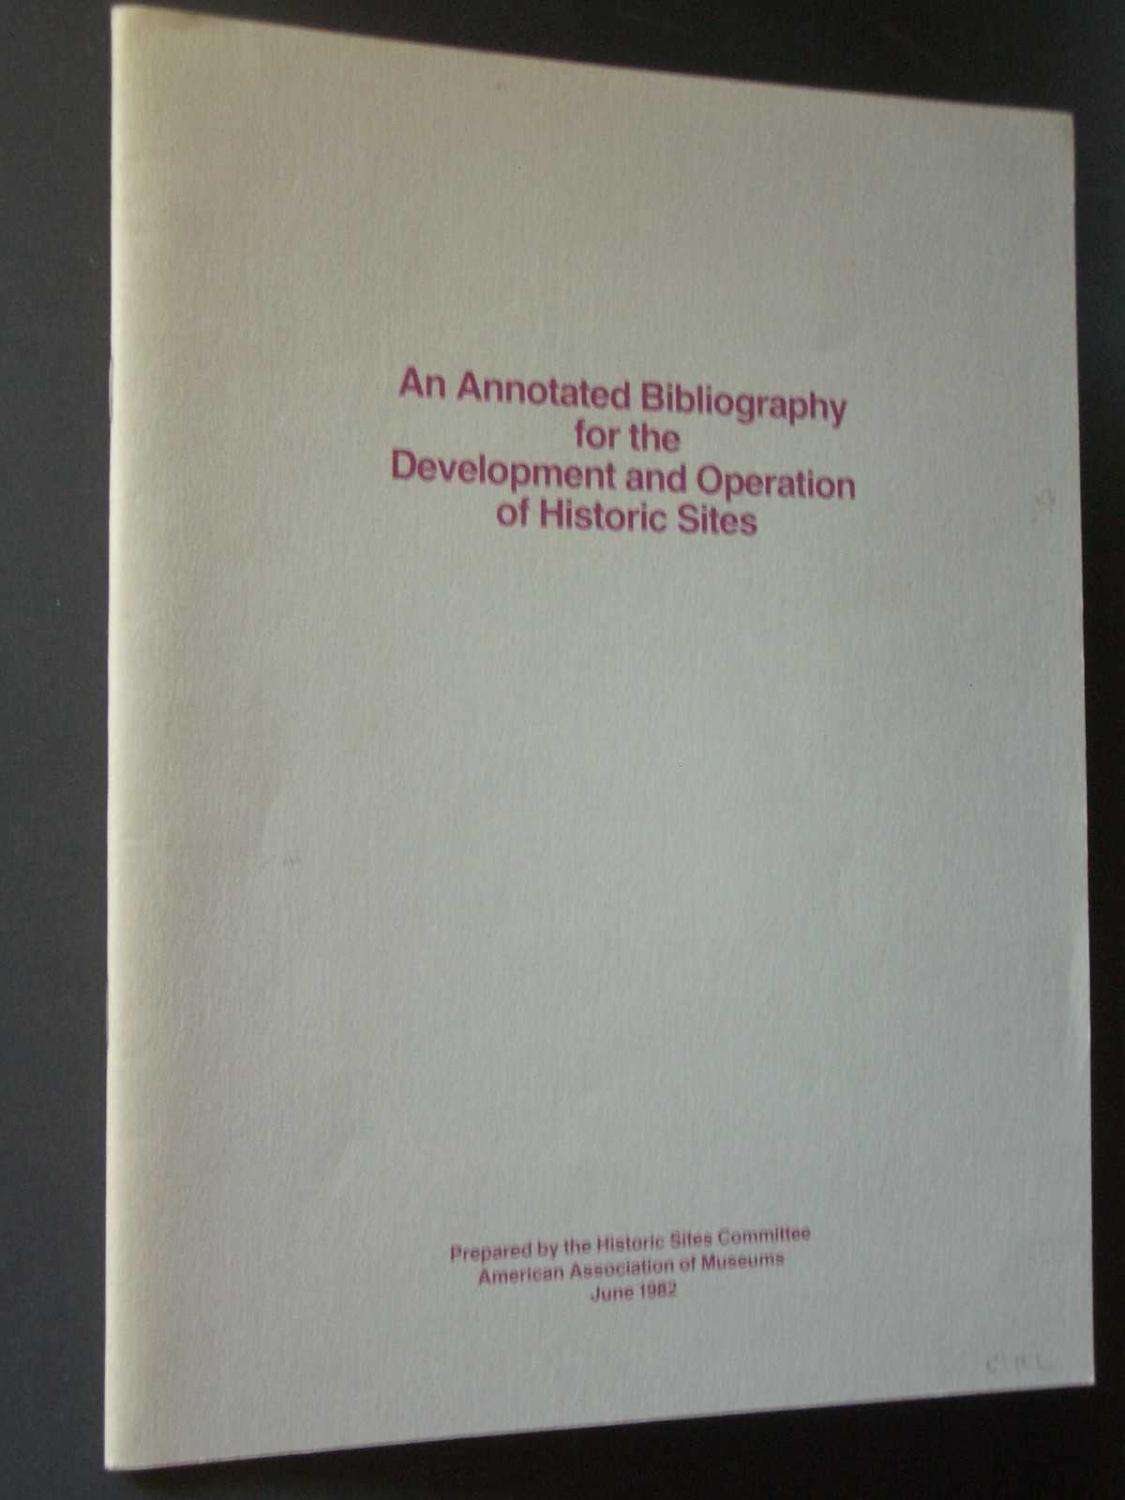 An Annotated Bibliography
for the
Development and Operation
of Historic Sites
Prepared by the Historic Sites Committee
American Association of Museums
June 1982